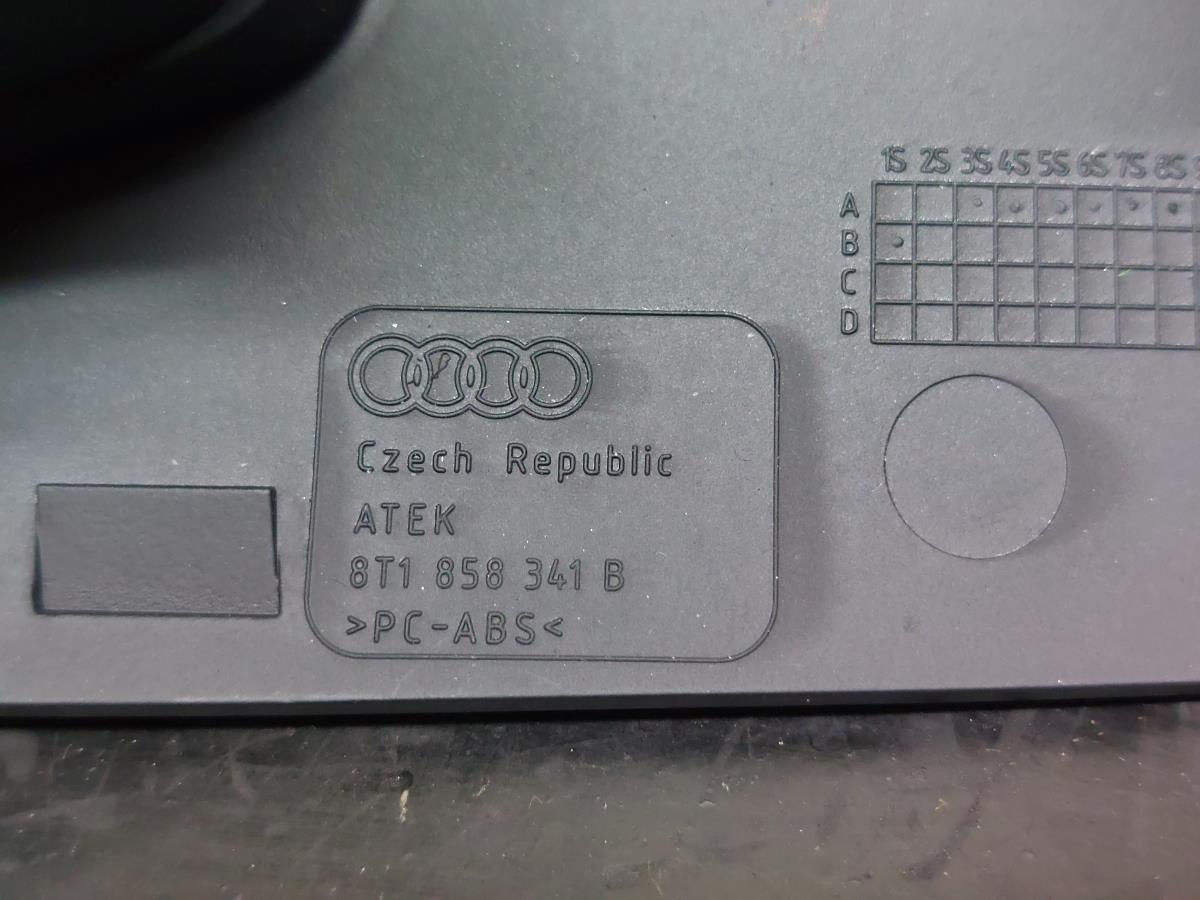 1S 2S 3S 4S 5S 6S 7S 8S
A
B
C
D
Czech Republic
ATEK
8T1 858 341 B
>PC-ABS<